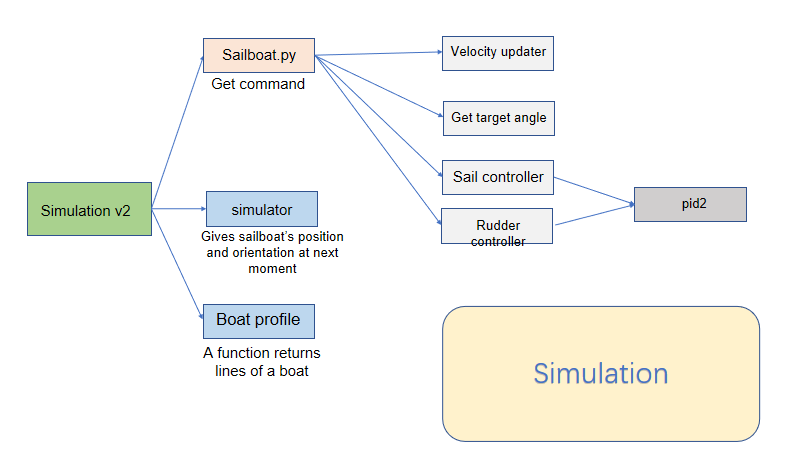 Sailboat.py
Get command
Velocity updater
Get target angle
Sail controller
Rudder
controller
pid2
Simulation v2
simulator
Gives sailboat's position
and orientation at next
moment
Boat profile
A function returns
lines of a boat
Simulation